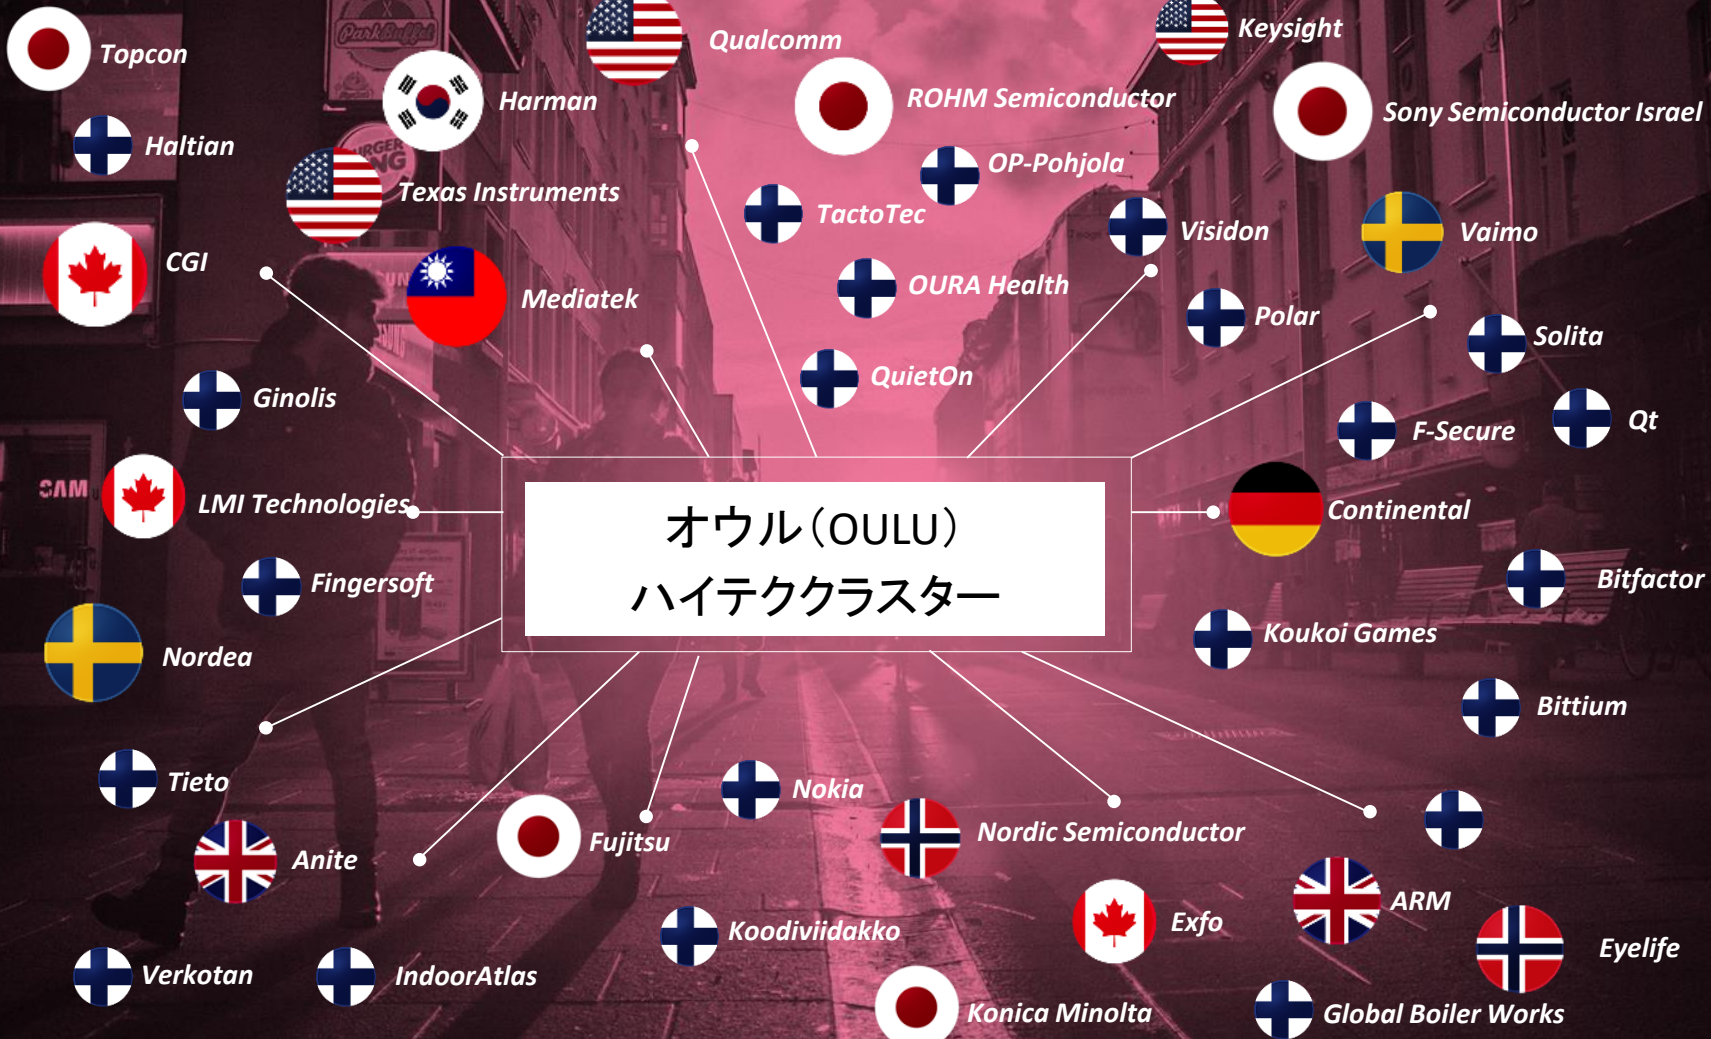 Topcon
Qualcomm
Keysight
Harman
ROHM Semiconductor
Sony Semiconductor Israel
Haltian
OP-Pohjola
Texas Instruments
TactoTec
Visidon
Vaimo
CGI
OURA Health
Mediatek
Polar
Solita
QuietOn
Ginolis
Qt
F-Secure
SAM
LMI Technologies
Continental
オウル（OULU）
ハイテククラスター
Fingersoft
Bitfactor
Koukoi Games
Nordea
Bittium
Tieto
Nokia
Nordic Semiconductor
Fujitsu
Anite
ARM
Exfo
Koodiviidakko
Eyelife
Verkotan
IndoorAtlas
Konica Minolta
Global Boiler Works
ParkBuffet